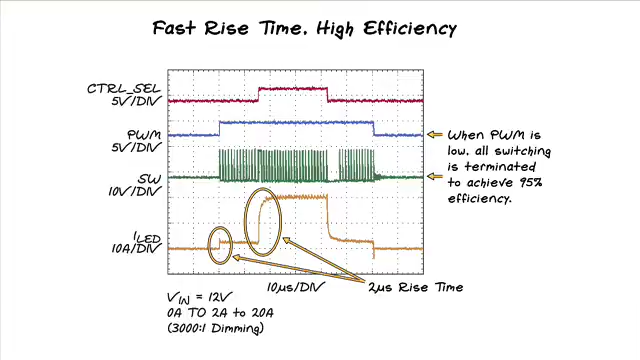 Fast Rise Time, High Efficiency
CTRL_SEL
5V/DIV
PWM
5V/DIV
SW
10V/DIV
ILED
10A/DIV
When PWM is
low, all switching
is terminated
to achieve 95%
efficiency.
10µs/DIV
2µs Rise Time
VIN = 12V
0A TO 2A to 20A
(3000:1 Dimming)